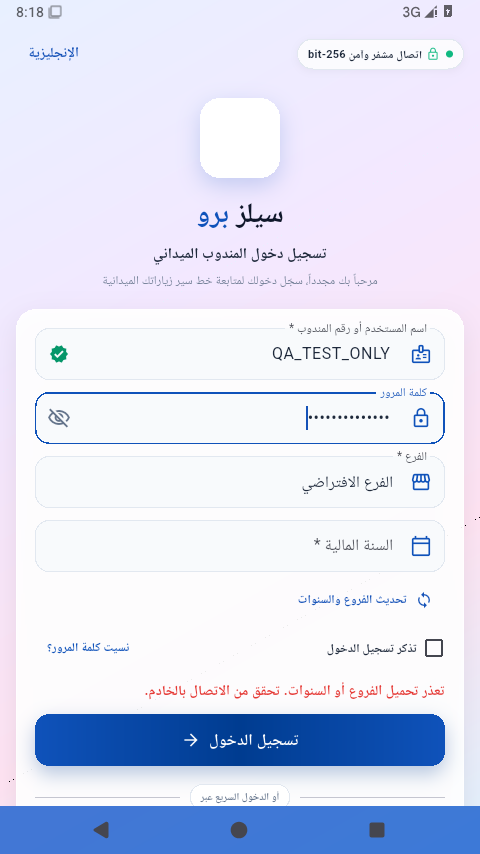 8:18
3G
الإنجليزية
اتصال مشفر وآمن 256-bit
سيلز برو
تسجيل دخول المندوب الميداني
مرحباً بك مجدداً، سجّل دخولك لمتابعة خط سير زياراتك الميدانية
اسم المستخدم أو رقم المندوب *
QA_TEST_ONLY
كلمة المرور
••••••••••••••
الفرع *
الفرع الافتراضي
السنة المالية *
تحديث الفروع والسنوات
تذكر تسجيل الدخول
نسيت كلمة المرور؟
تعذر تحميل الفروع أو السنوات. تحقق من الاتصال بالخادم.
تسجيل الدخول
أو الدخول السريع عبر